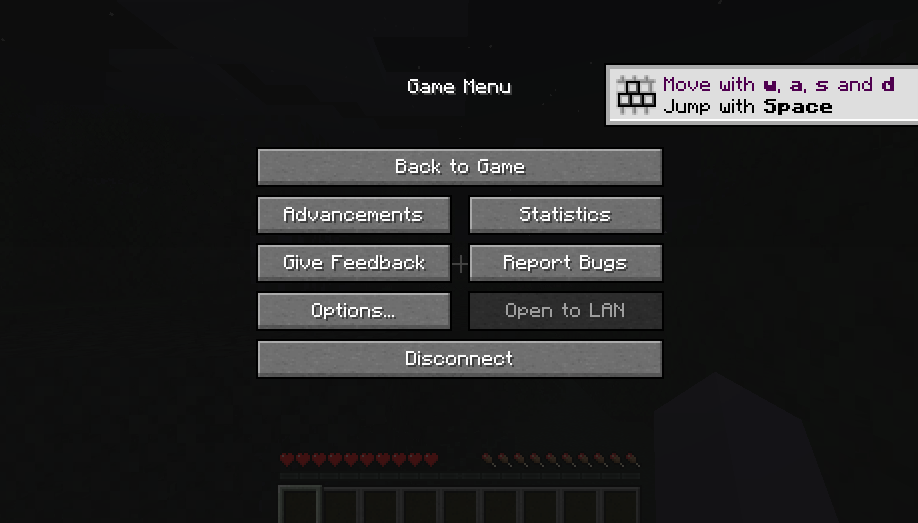 Game Menu
Move with w, a, s and d
Jump with Space
Back to Game
Advancements
Statistics
Give Feedback
Report Bugs
Options...
Open to LAN
Disconnect